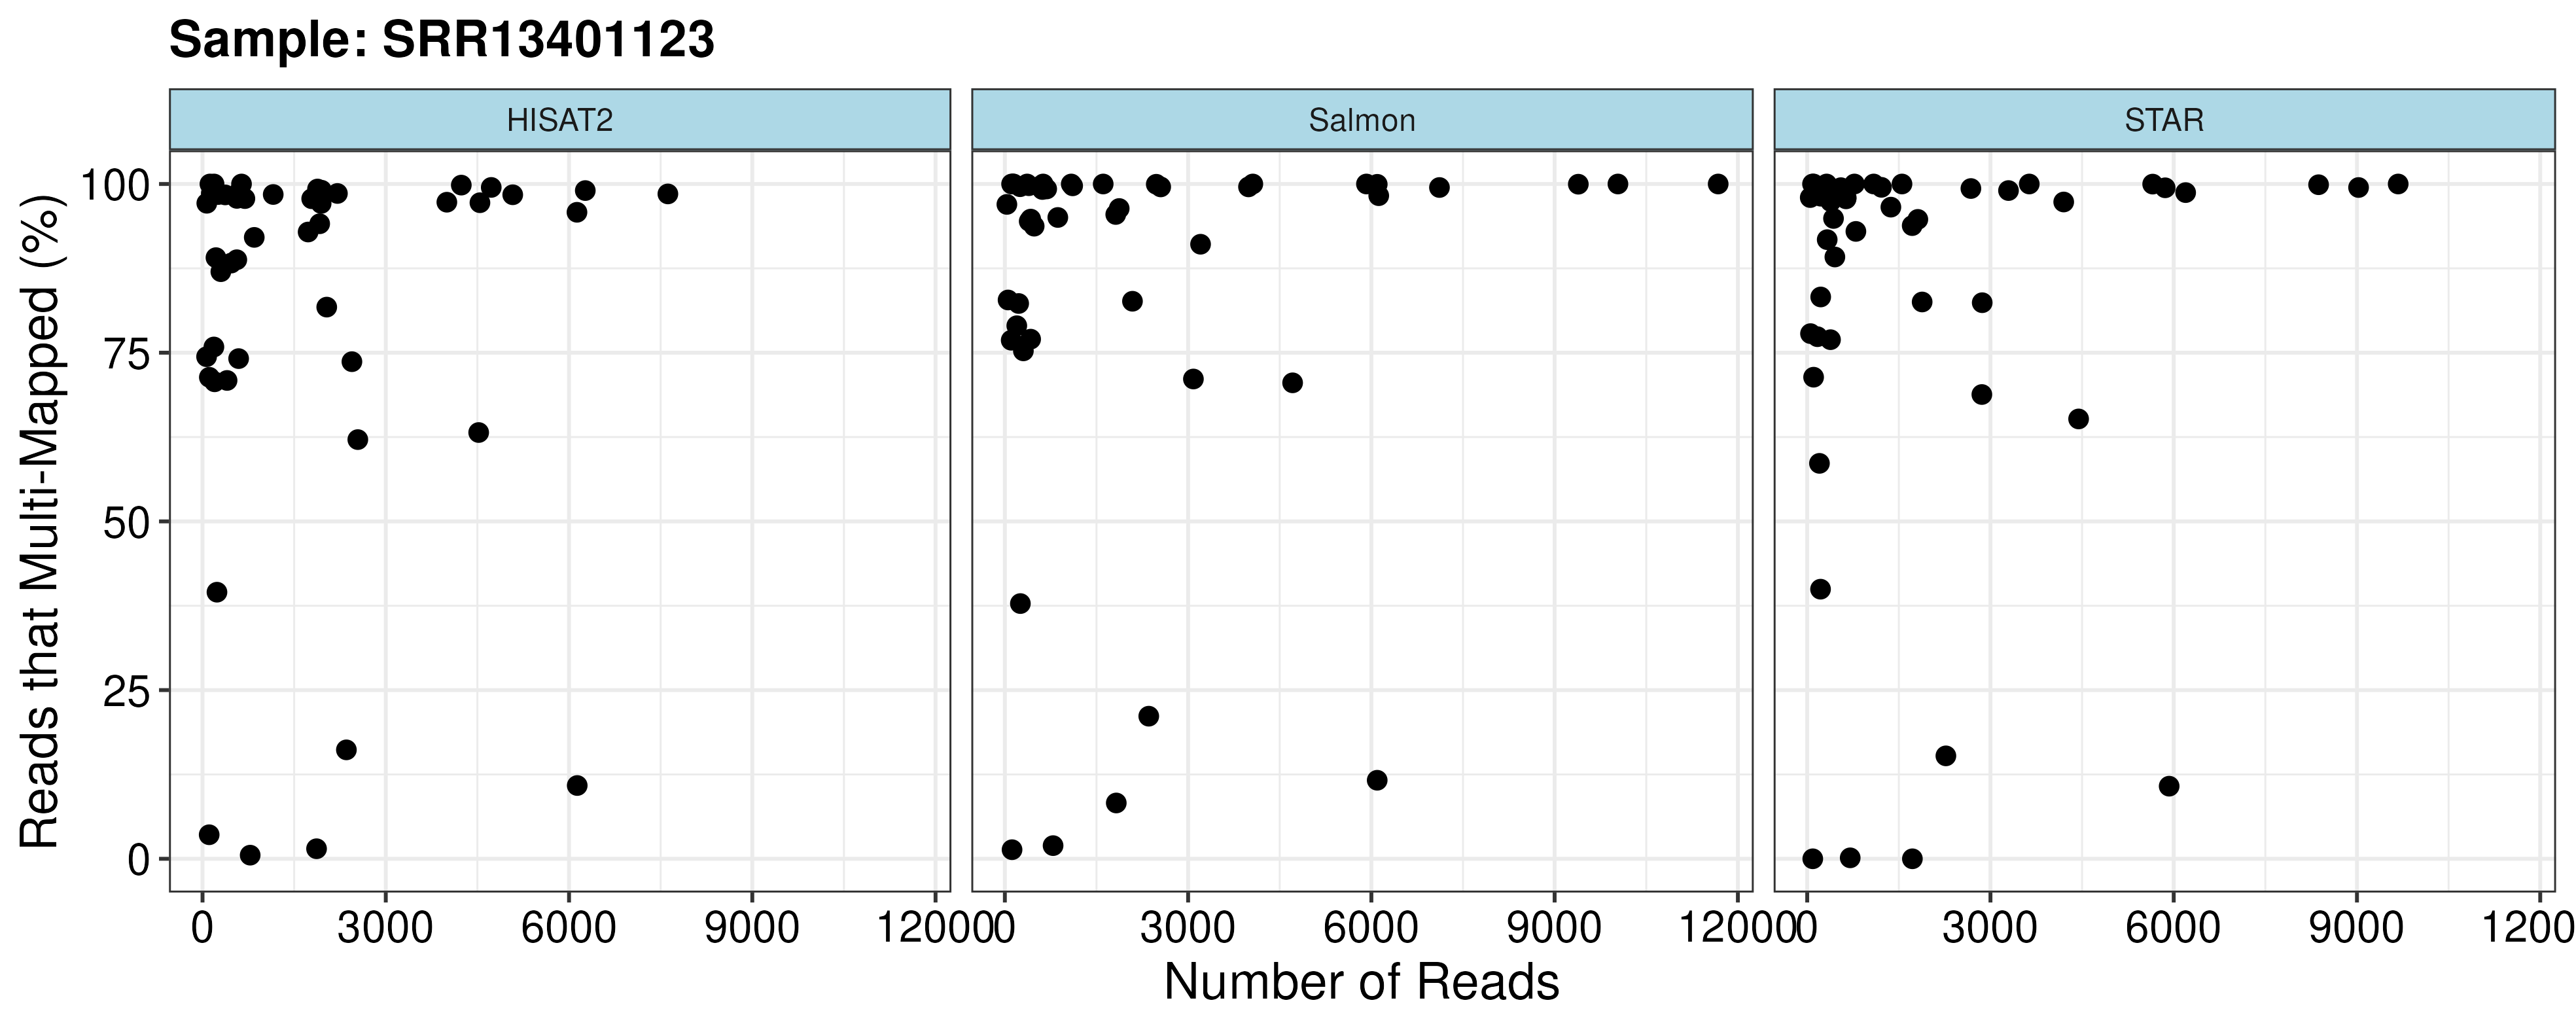 Sample: SRR13401123
HISAT2 Salmon STAR
Reads that Multi-Mapped (%)
100
75
50
25
0
0 3000 6000 9000 12000 0 3000 6000 9000 12000 0 3000 6000 9000 1200
Number of Reads